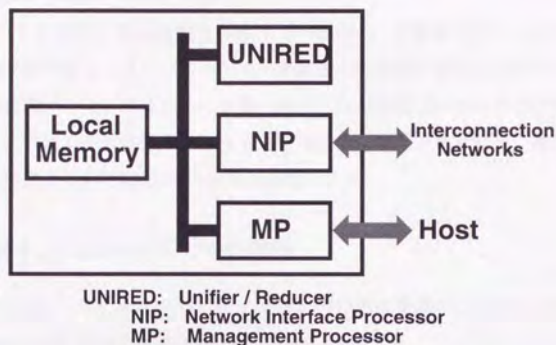 UNIRED
Local
Memory
NIP
Interconnection
Networks
MP
Host
UNIRED: Unifier / Reducer
NIP: Network Interface Processor
MP: Management Processor